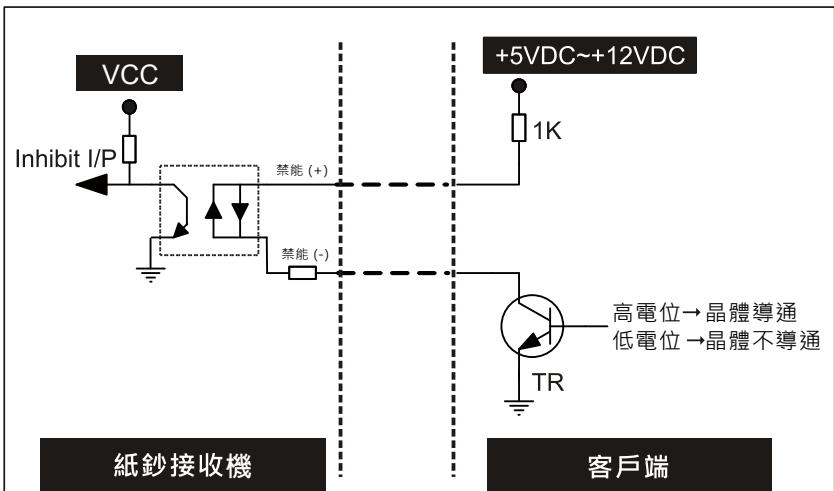 VCC
+5VDC~+12VDC
1K
Inhibit I/P
禁能 (+)
禁能 (-)
高電位→晶體導通
低電位→晶體不導通
TR
紙鈔接收機
客戶端